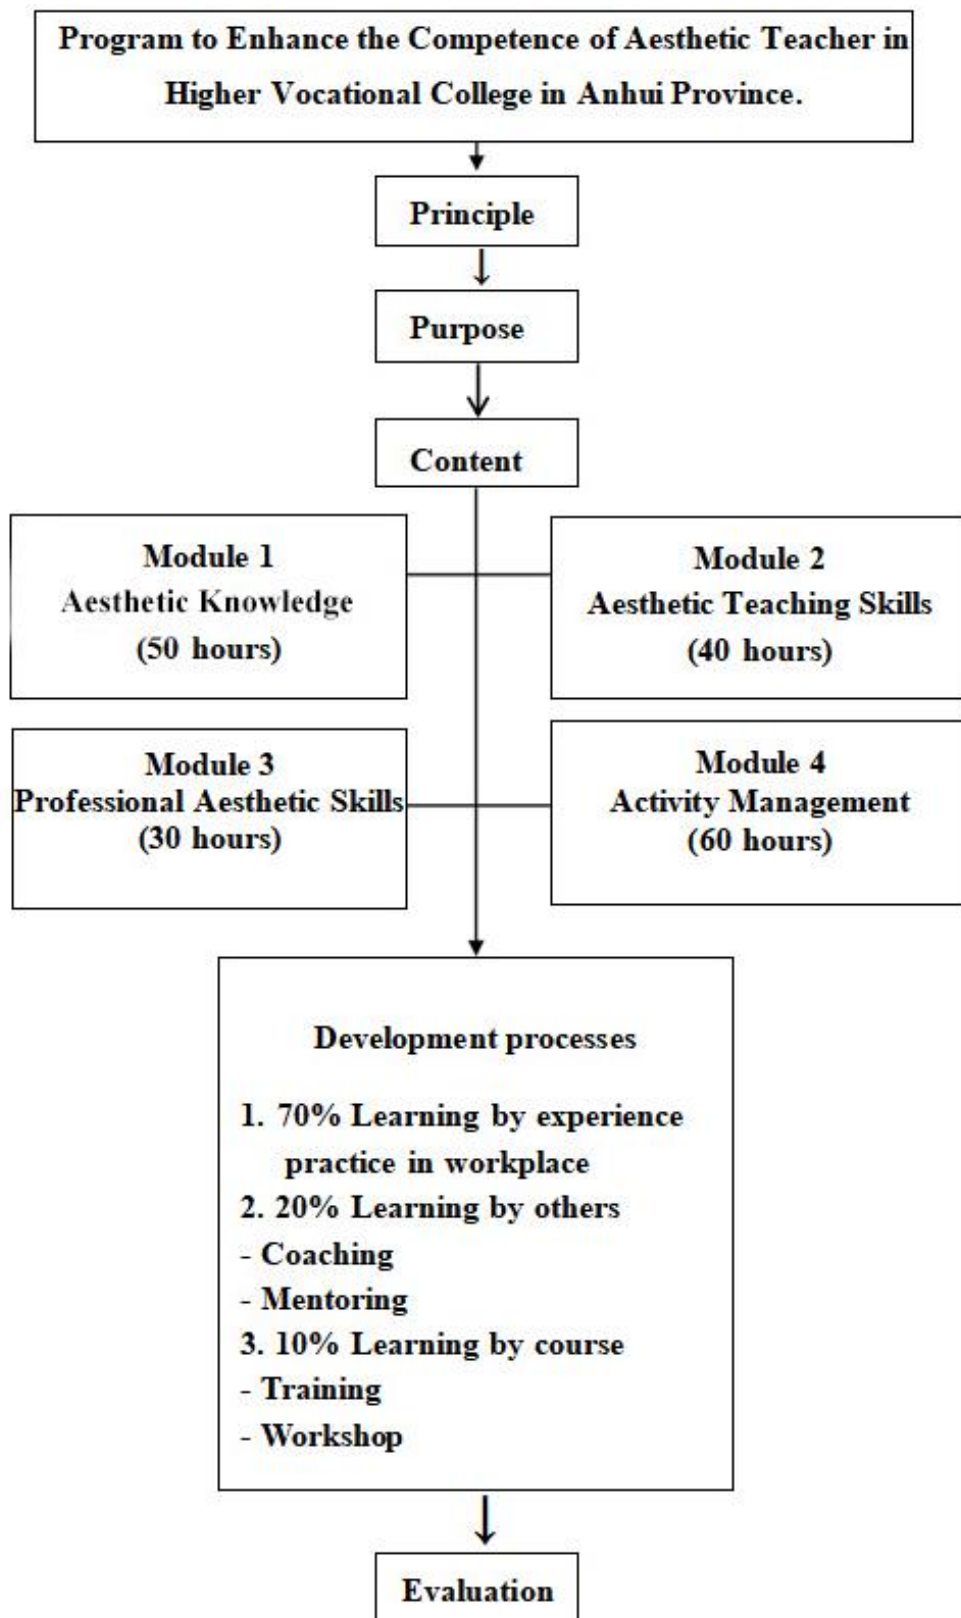 Program to Enhance the Competence of Aesthetic Teacher in
Higher Vocational College in Anhui Province.
Principle
Purpose
Content
Module 1
Aesthetic Knowledge
(50 hours)
Module 2
Aesthetic Teaching Skills
(40 hours)
Module 3
Professional Aesthetic Skills
(30 hours)
Module 4
Activity Management
(60 hours)
Development processes
1. 70% Learning by experience
practice in workplace
2. 20% Learning by others
- Coaching
- Mentoring
3. 10% Learning by course
- Training
- Workshop
Evaluation